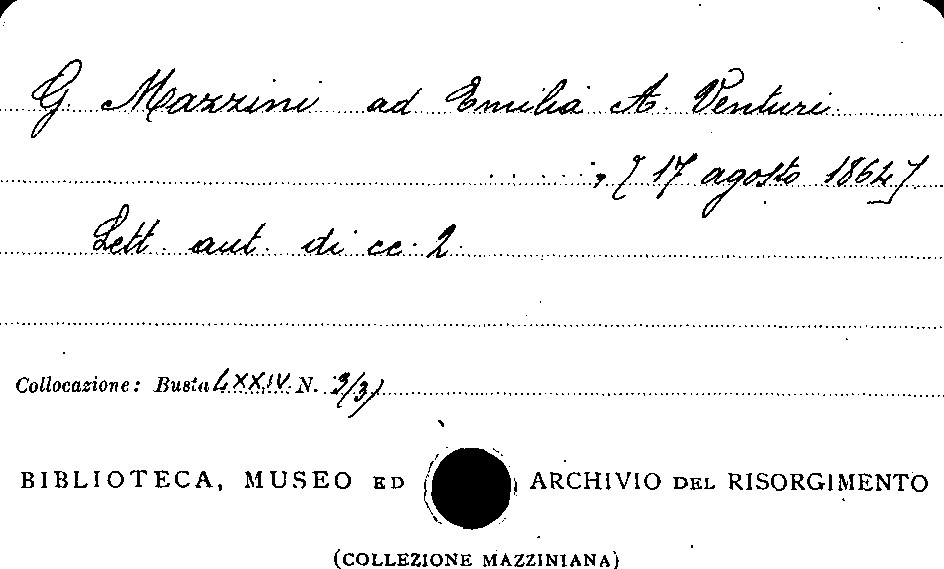 G. Mazzini ad Emilia A. Venturi
....., [17 agosto 1864]
Lett. aut. di cc. 2
Collocazione: Busta LXXIV N. 3/3)
BIBLIOTECA, MUSEO ED ARCHIVIO DEL RISORGIMENTO
(COLLEZIONE MAZZINIANA)